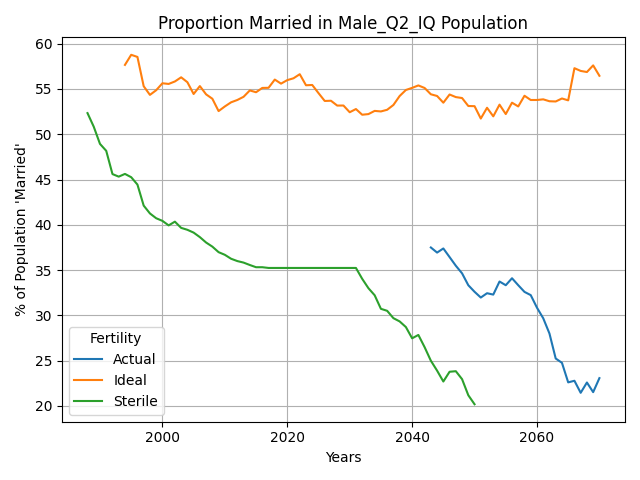 Proportion Married in Male_Q2_IQ Population
% of Population 'Married'
60
55
50
45
40
35
30
25
20
Fertility
Actual
Ideal
Sterile
2000
2020
2040
2060
Years